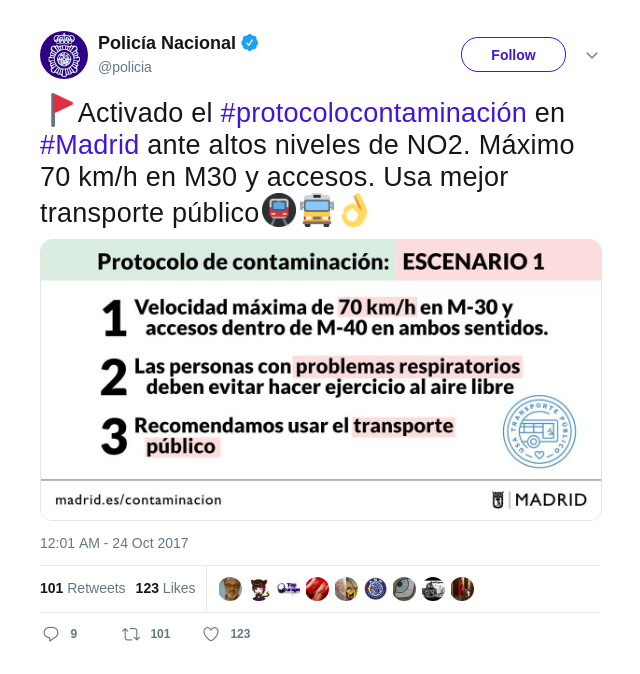 Policía Nacional
@policia
Follow
🚩Activado el #protocolocontaminación en
#Madrid ante altos niveles de NO2. Máximo
70 km/h en M30 y accesos. Usa mejor
transporte público🚇🚍👌
Protocolo de contaminación: ESCENARIO 1
1 Velocidad máxima de 70 km/h en M-30 y
accesos dentro de M-40 en ambos sentidos.
2 Las personas con problemas respiratorios
deben evitar hacer ejercicio al aire libre
3 Recomendamos usar el transporte
público
USA TRANSPORTE PÚBLICO
madrid.es/contaminacion
MADRID
12:01 AM - 24 Oct 2017
101 Retweets 123 Likes
9 101 123